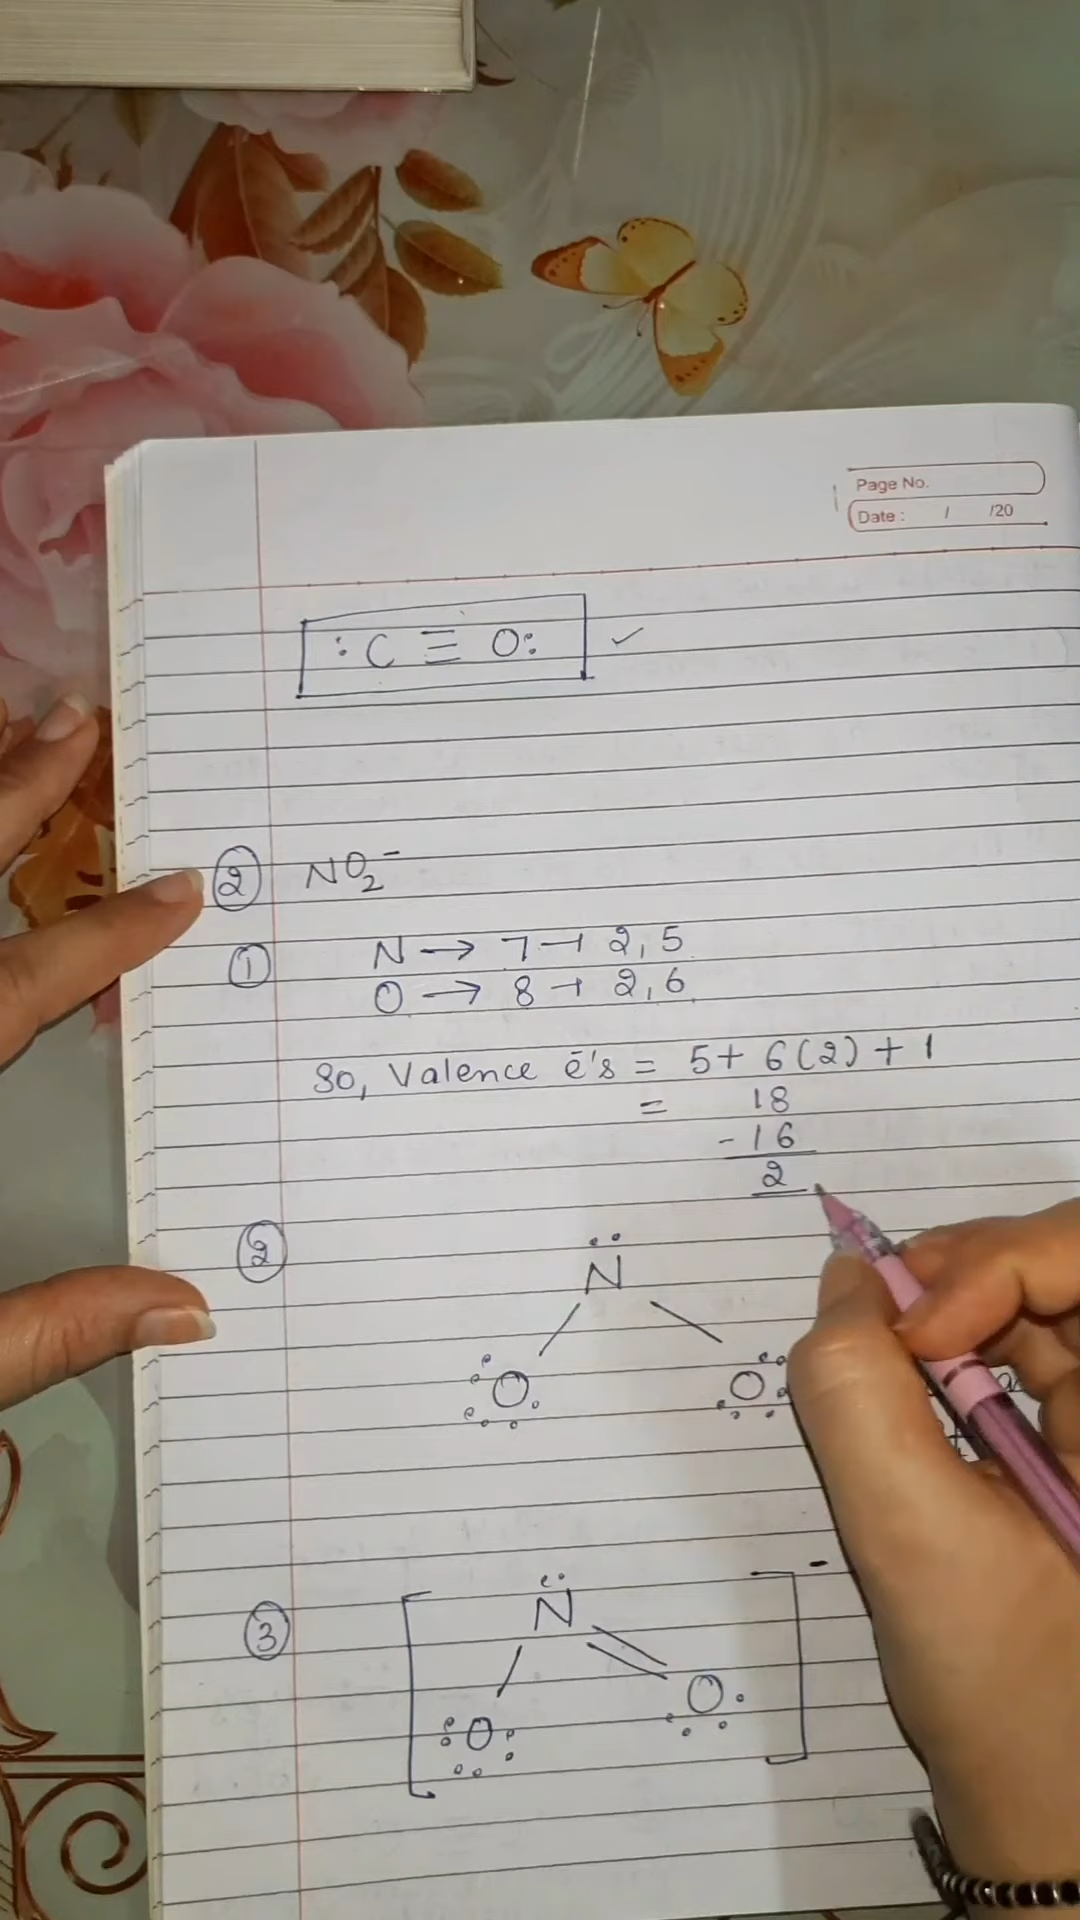 Page No.
Date : / /20
:C ≡ O:
② NO₂⁻
① N → 7 → 2, 5
O → 8 → 2, 6
So, Valence ē's = 5+ 6(2) + 1
= 18
- 16
2
②
N
O O
③
[ N ]⁻
O O